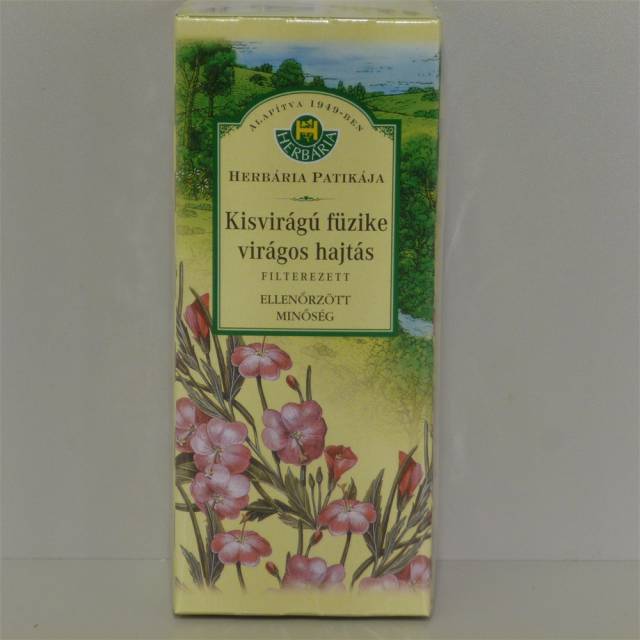 ALAPÍTVA 1949-BEN
HERBÁRIA
HERBÁRIA PATIKÁJA
Kisvirágú füzike
virágos hajtás
FILTEREZETT
ELLENŐRZÖTT
MINŐSÉG